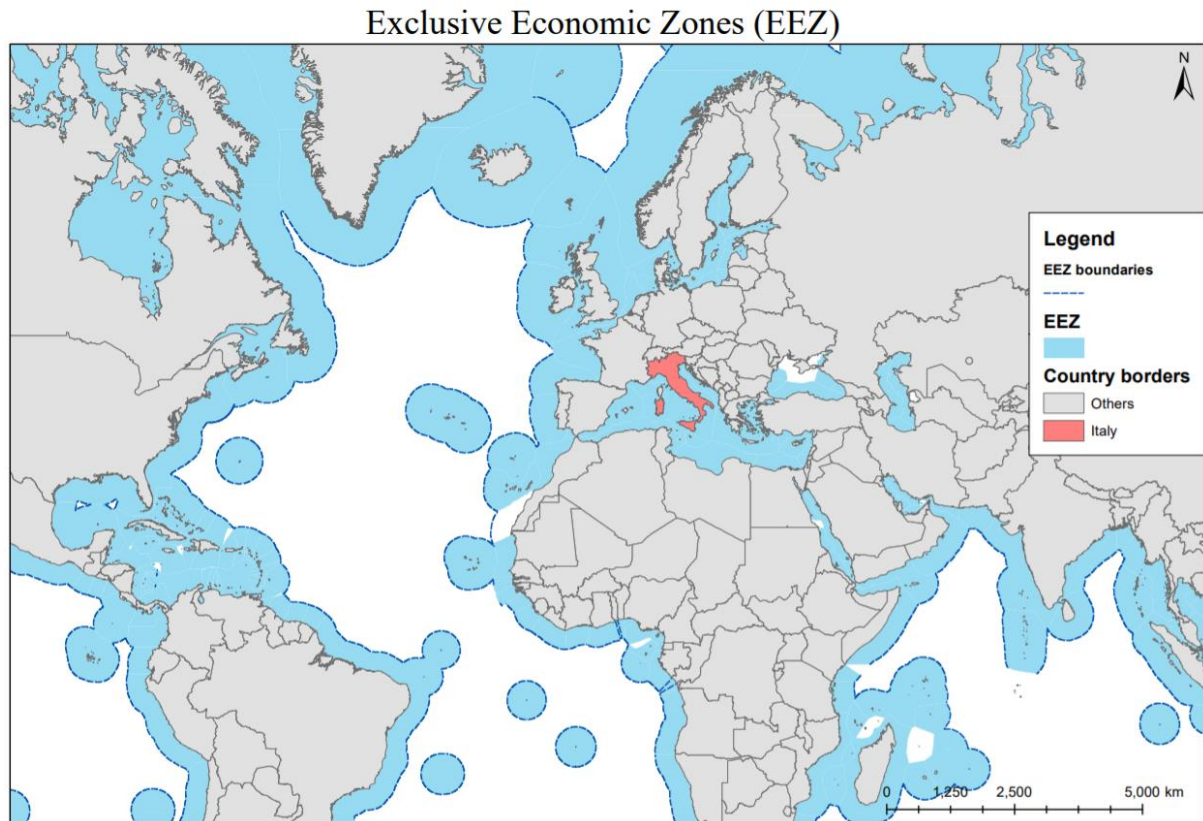 Exclusive Economic Zones (EEZ)
N
Legend
EEZ boundaries
EEZ
Country borders
Others
Italy
0 1,250 2,500 5,000 km